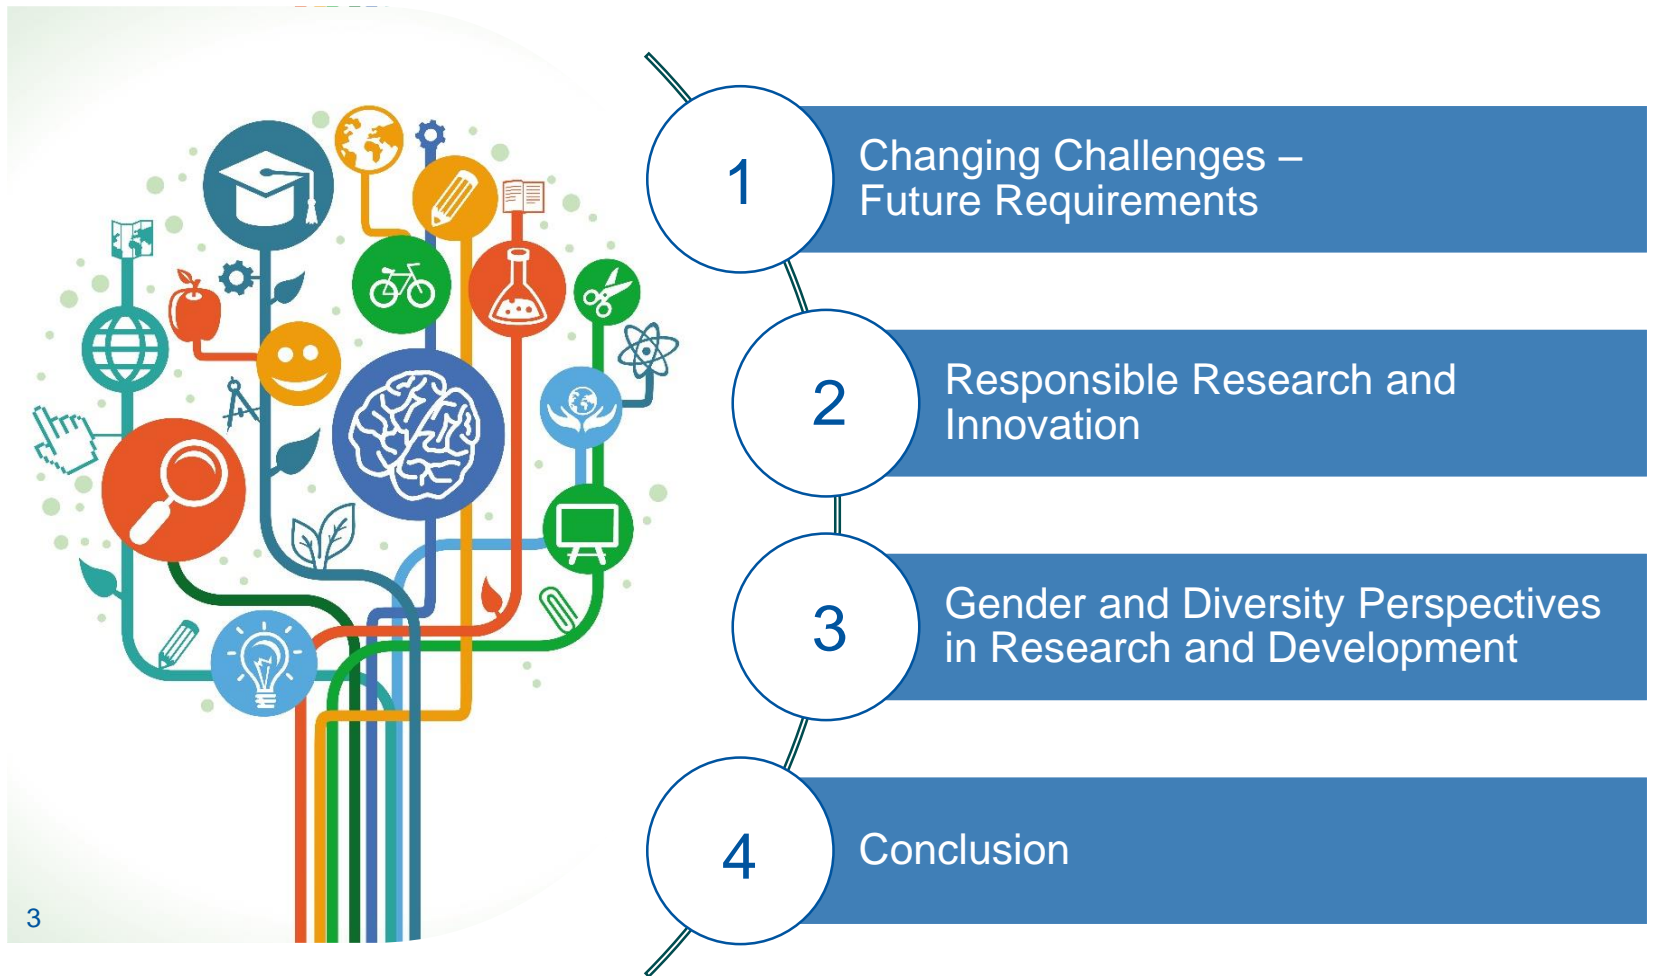 1
Changing Challenges –
Future Requirements
2
Responsible Research and
Innovation
3
Gender and Diversity Perspectives
in Research and Development
4
Conclusion
3